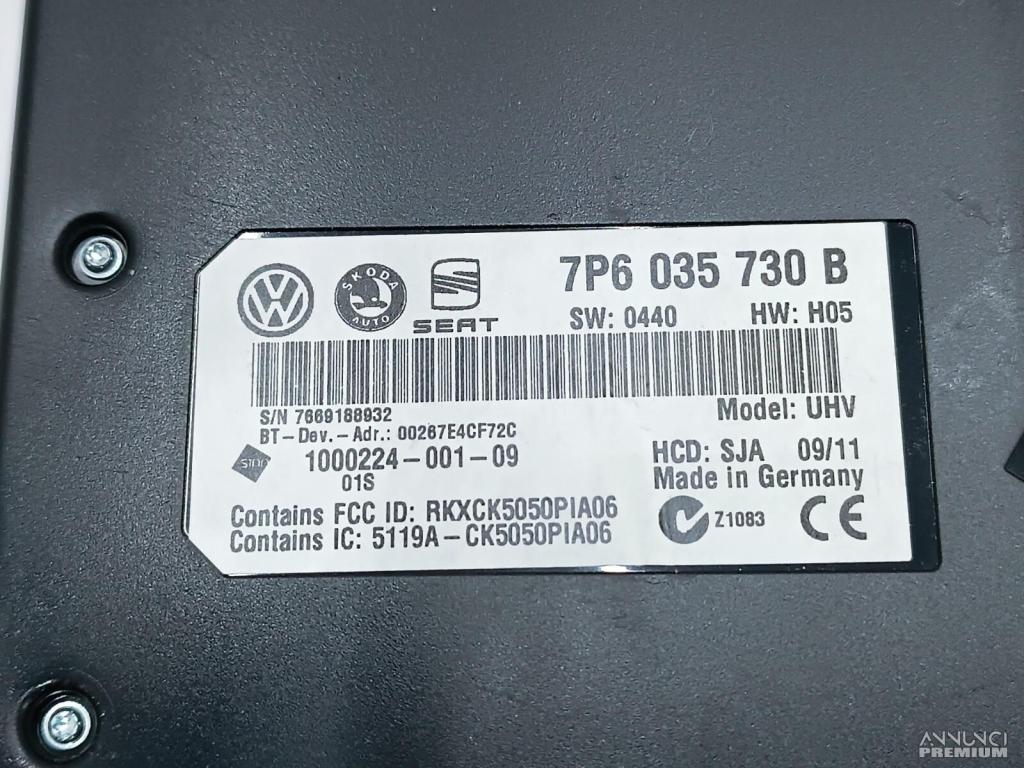 7P6 035 730 B
SKODA
AUTO
SEAT
SW: 0440 HW: H05
S/N 7669188932
Model: UHV
BT-Dev.-Adr.: 00267E4CF72C
1000224-001-09
01S
HCD: SJA 09/11
Made in Germany
Contains FCC ID: RKXCK5050PIA06
Contains IC: 5119A-CK5050PIA06
Z1083
CE
ANNUNCI
PREMIUM